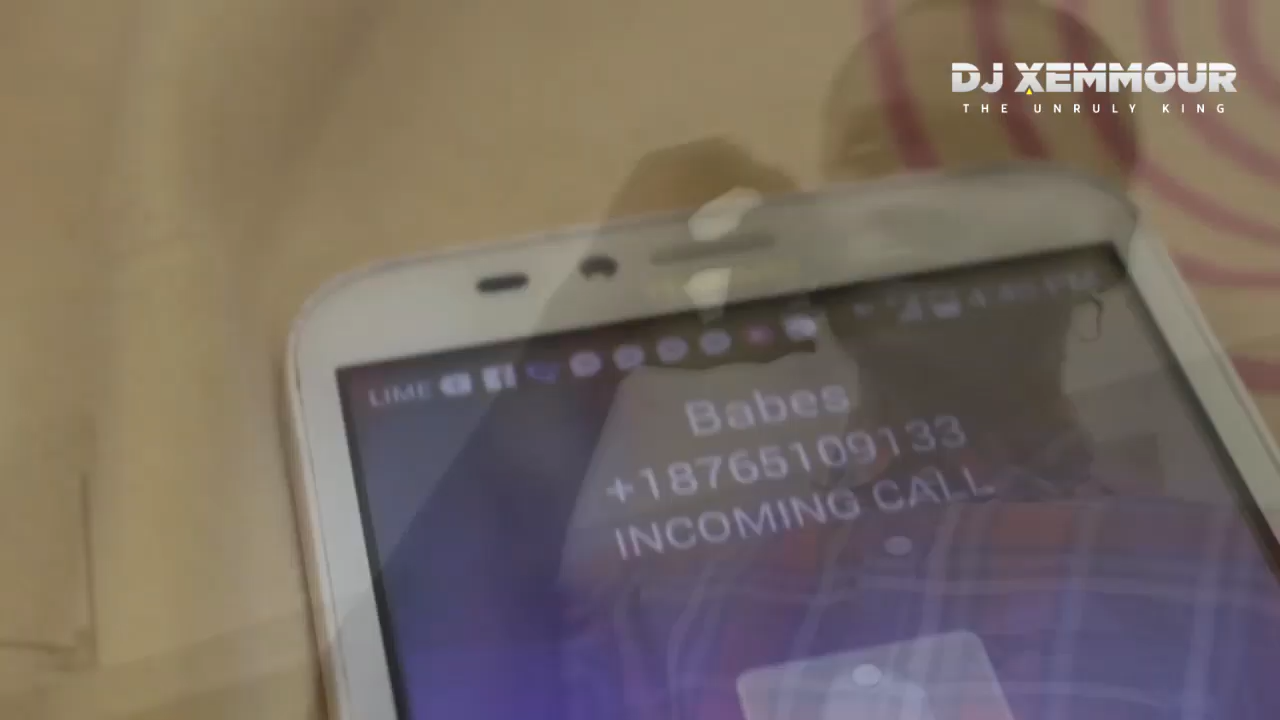 DJ XEMMOUR
THE UNRULY KING
LIME
Babes
+18765109133
INCOMING CALL